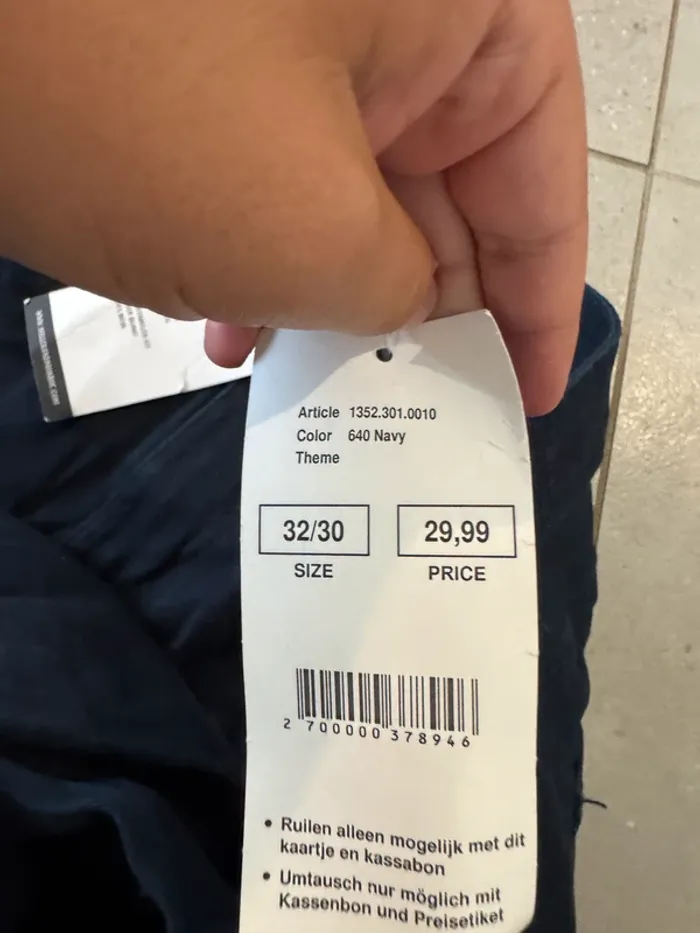 Article 1352.301.0010
Color 640 Navy
Theme
32/30
29,99
SIZE
PRICE
2 700000 378946
• Ruilen alleen mogelijk met dit
kaartje en kassabon
• Umtausch nur möglich mit
Kassenbon und Preisetiket